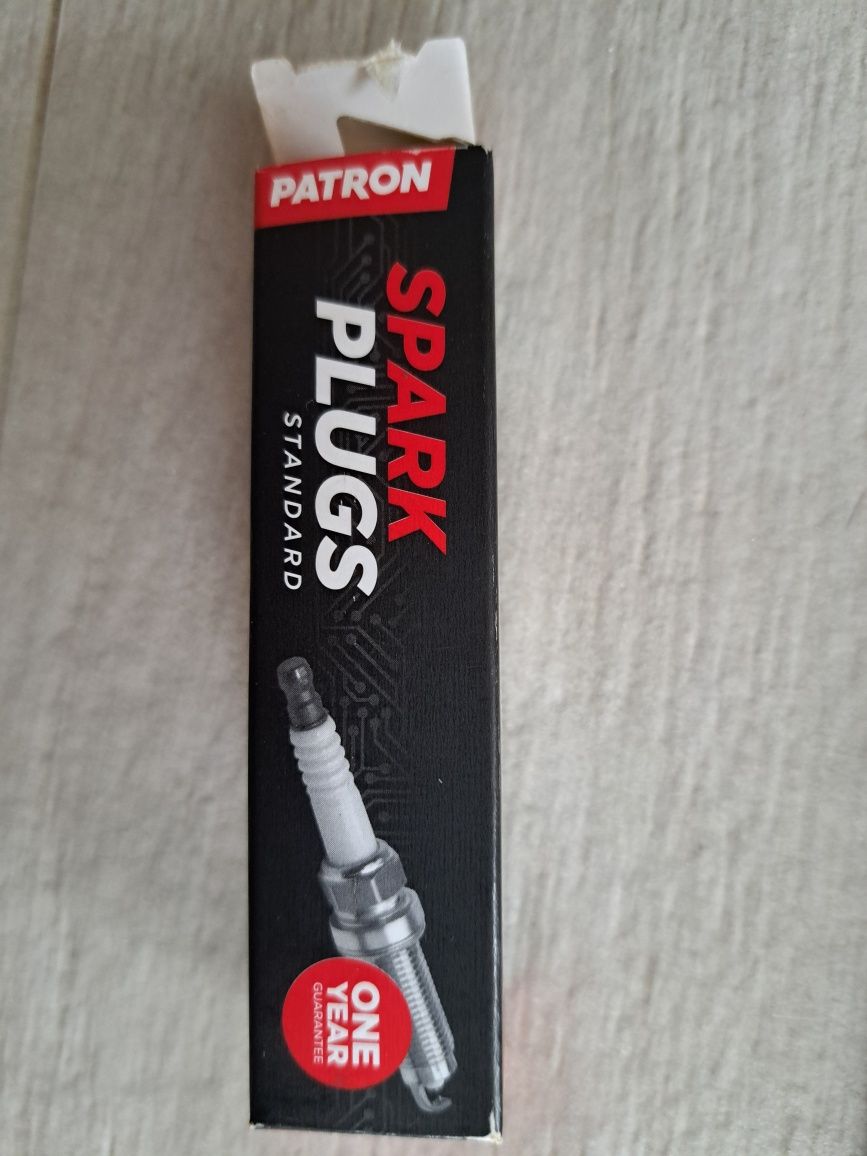 PATRON
SPARK
PLUGS
STANDARD
ONE
YEAR
GUARANTEE